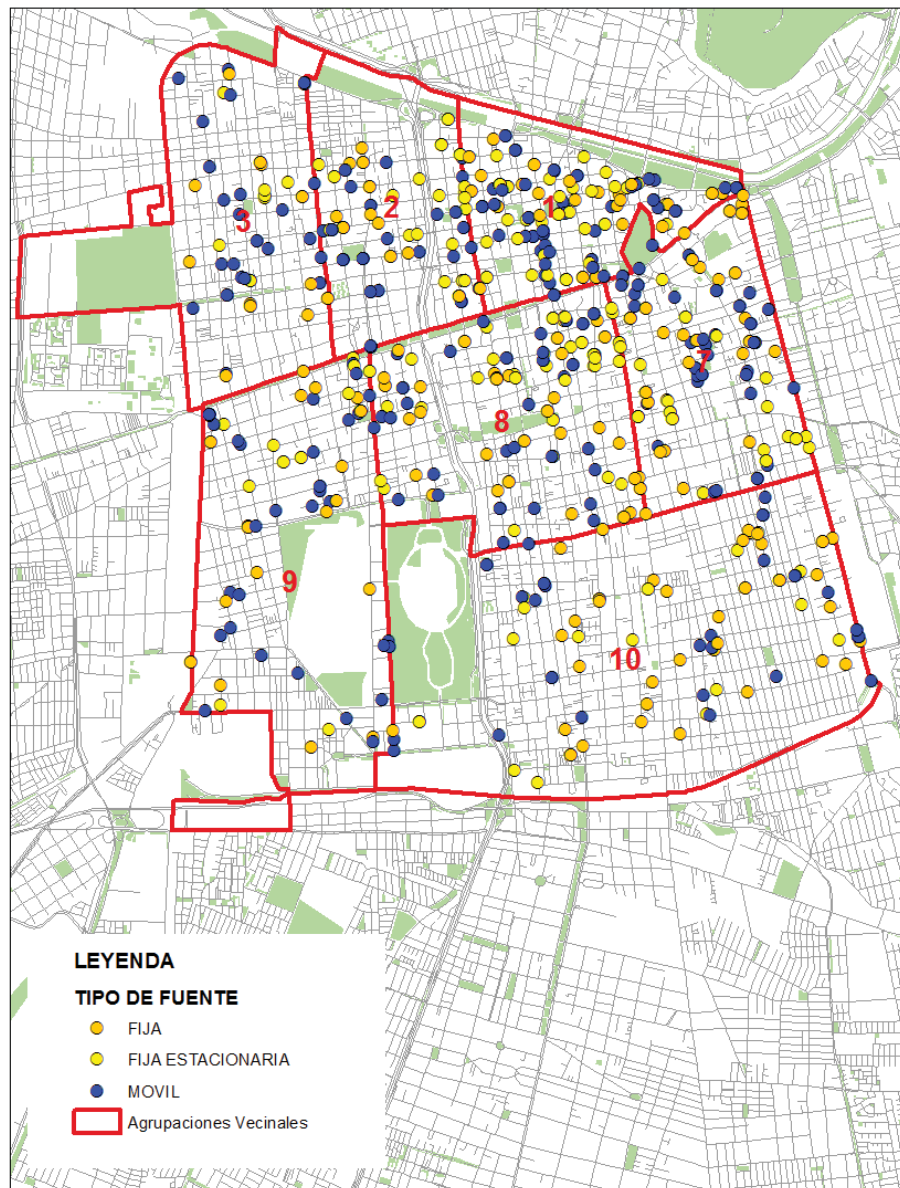 1
2
3
7
8
9
10
LEYENDA
TIPO DE FUENTE
FIJA
FIJA ESTACIONARIA
MOVIL
Agrupaciones Vecinales